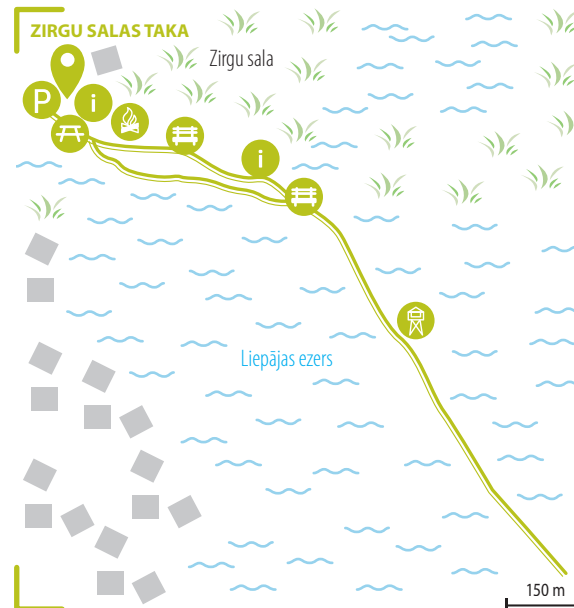 ZIRGU SALAS TAKA
Zirgu sala
P
i
i
Liepājas ezers
150 m